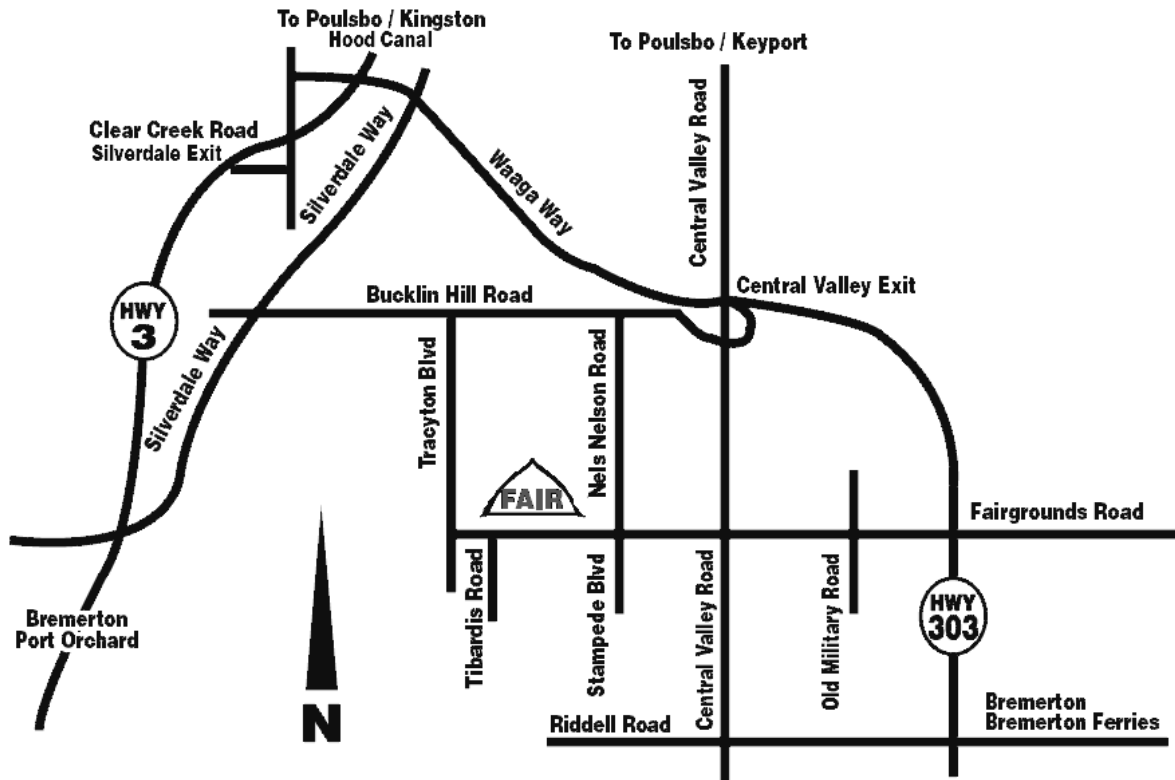 To Poulsbo / Kingston
Hood Canal
To Poulsbo / Keyport
Clear Creek Road
Silverdale Exit
Silverdale Way
Waaga Way
Central Valley Road
HWY
3
Bucklin Hill Road
Central Valley Exit
Silverdale Way
Tracyton Blvd
Nels Nelson Road
FAIR
Fairgrounds Road
Bremerton
Port Orchard
Tibardis Road
Stampede Blvd
Central Valley Road
Old Military Road
HWY
303
N
Riddell Road
Bremerton
Bremerton Ferries